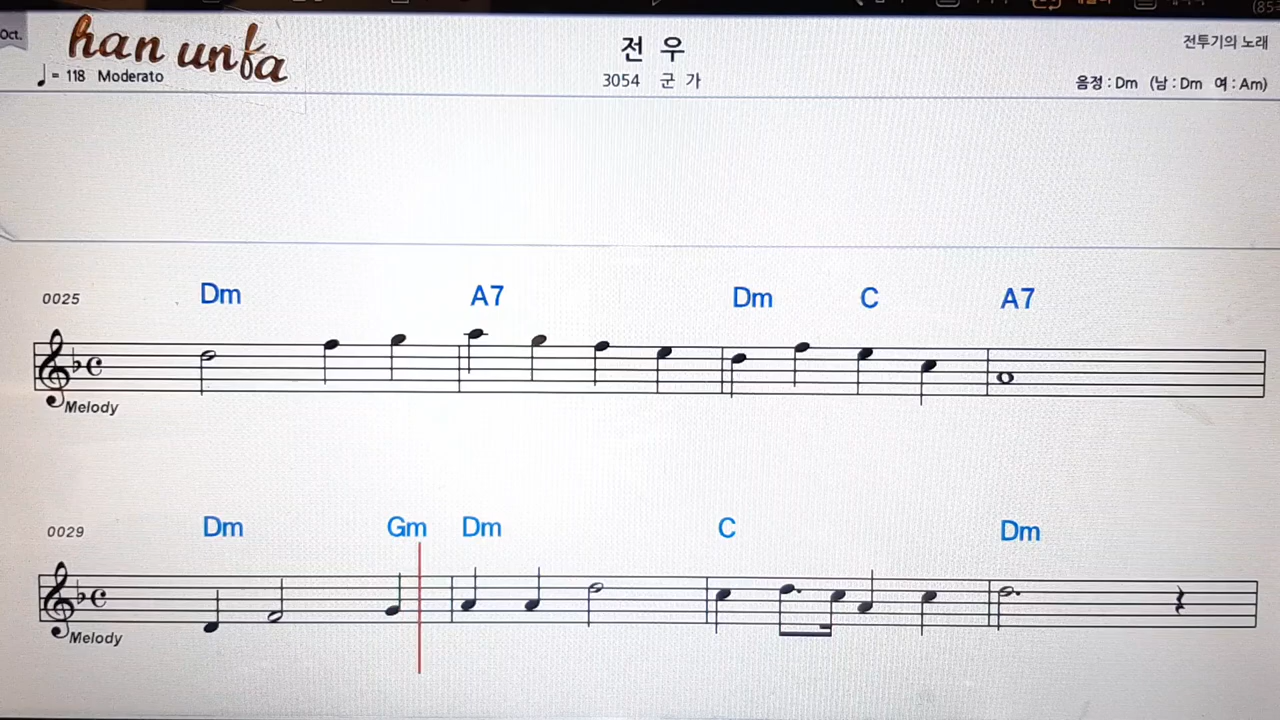 Oct.
han unfa
전 우
전투기의 노래
= 118 Moderato
3054 군 가
음정 : Dm (남 : Dm 여 : Am)
0025
Dm A7 Dm C A7
Melody
0029
Dm Gm Dm C Dm
Melody